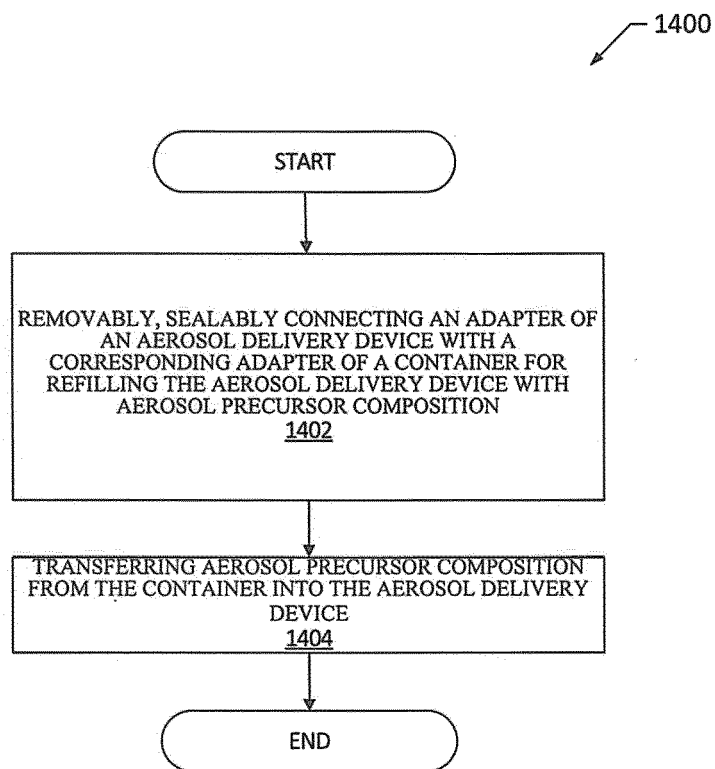 1400
START
REMOVABLY, SEALABLY CONNECTING AN ADAPTER OF
AN AEROSOL DELIVERY DEVICE WITH A
CORRESPONDING ADAPTER OF A CONTAINER FOR
REFILLING THE AEROSOL DELIVERY DEVICE WITH
AEROSOL PRECURSOR COMPOSITION
1402
TRANSFERRING AEROSOL PRECURSOR COMPOSITION
FROM THE CONTAINER INTO THE AEROSOL DELIVERY
DEVICE
1404
END